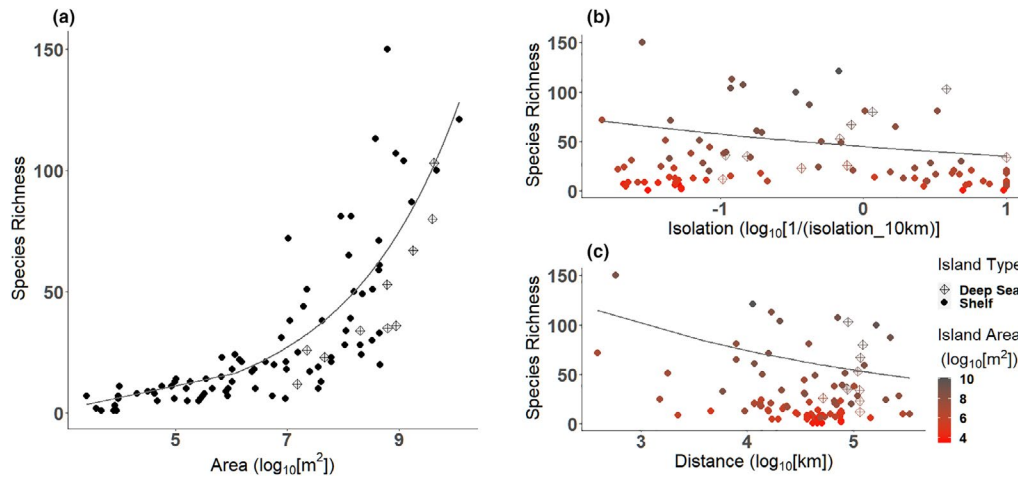 (a)
Species Richness
150
100
50
0
5
7
9
Area (log10[m²])
(b)
Species Richness
150
100
50
0
-1
0
1
Isolation (log10[1/(isolation_10km)]
(c)
Species Richness
150
100
50
0
3
4
5
Distance (log10[km])
Island Type
Deep Sea
Shelf
Island Area
(log10[m²])
10
8
6
4